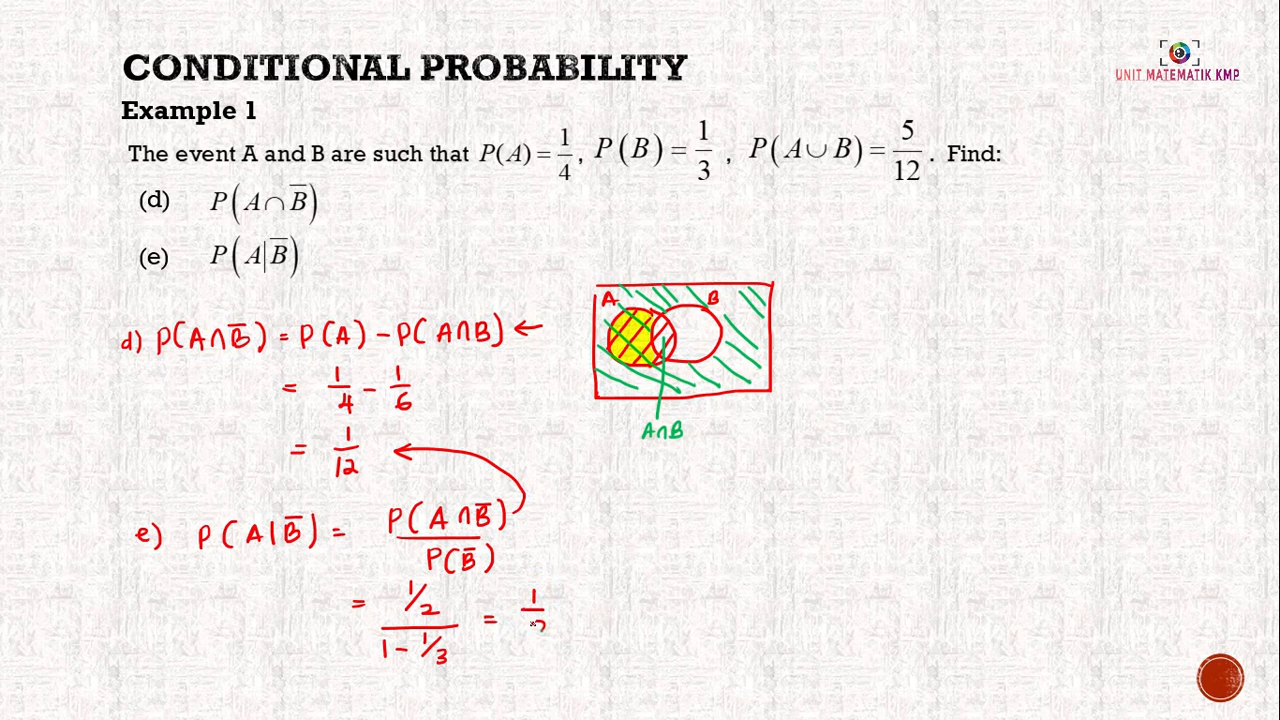 CONDITIONAL PROBABILITY
UNIT MATEMATIK KMP
Example 1
The event A and B are such that P(A) = 1/4, P(B) = 1/3, P(A∪B) = 5/12. Find:
(d) P(A∩B̅)
(e) P(A|B̅)
A B
d) P(A∩B̅) = P(A) − P(A∩B) ←
= 1/4 − 1/6
A∩B
= 1/12
e) P(A|B̅) = P(A∩B̅) / P(B̅)
= 1/2 / 1 − 1/3 = 1